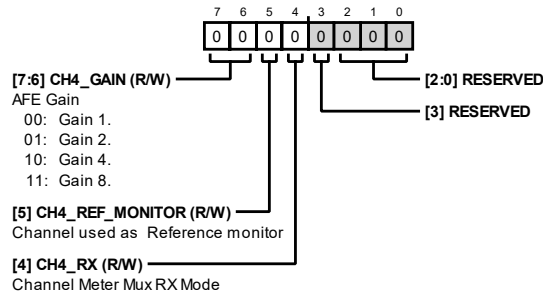 7 6 5 4 3 2 1 0
0 0 0 0 0 0 0 0
[7:6] CH4_GAIN (R/W)
AFE Gain
00: Gain 1.
01: Gain 2.
10: Gain 4.
11: Gain 8.
[5] CH4_REF_MONITOR (R/W)
Channel used as Reference monitor
[4] CH4_RX (R/W)
Channel Meter Mux RX Mode
[2:0] RESERVED
[3] RESERVED